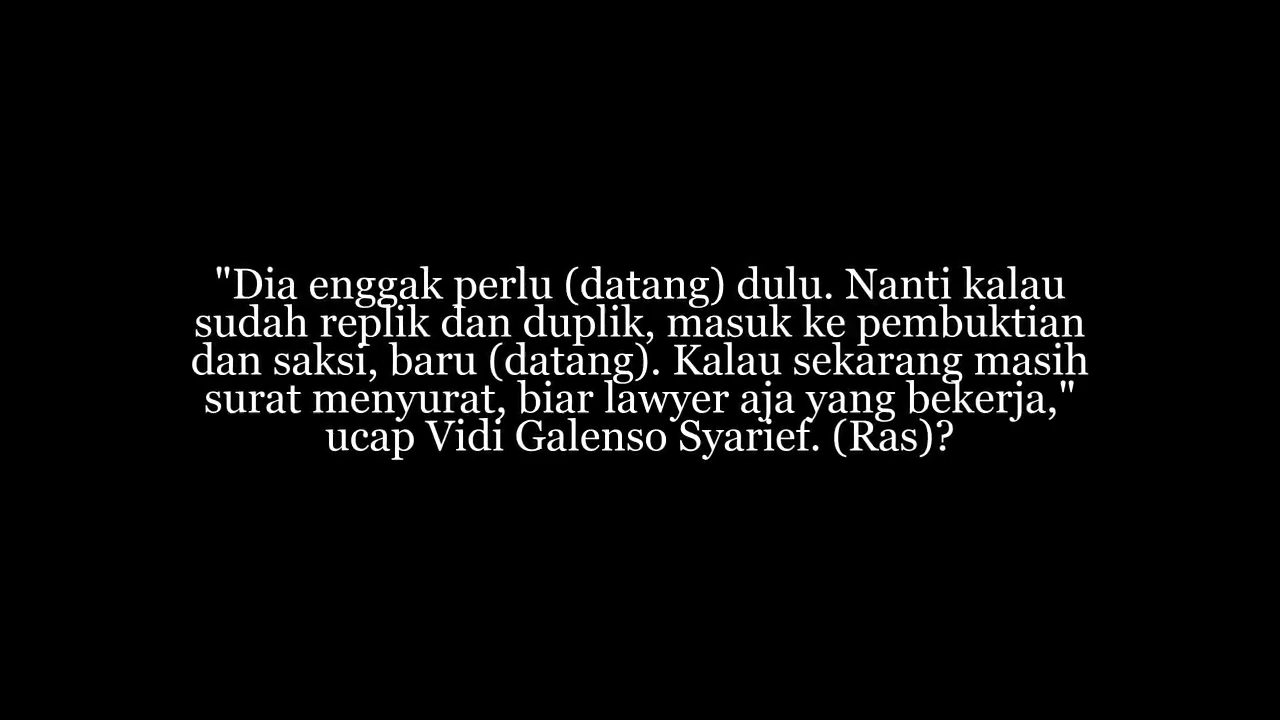 "Dia enggak perlu (datang) dulu. Nanti kalau
sudah replik dan duplik, masuk ke pembuktian
dan saksi, baru (datang). Kalau sekarang masih
surat menyurat, biar lawyer aja yang bekerja,"
ucap Vidi Galenso Syarief. (Ras)?